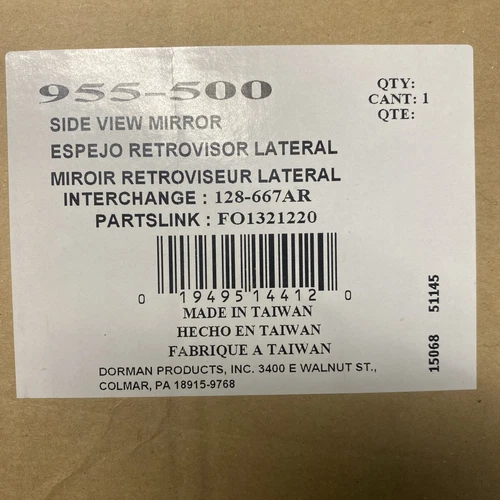 955-500
QTY:
CANT: 1
QTE:
SIDE VIEW MIRROR
ESPEJO RETROVISOR LATERAL
MIROIR RETROVISEUR LATERAL
INTERCHANGE : 128-667AR
PARTSLINK : FO1321220
0 19495 14412 0
MADE IN TAIWAN
HECHO EN TAIWAN
FABRIQUE A TAIWAN
15068 51145
DORMAN PRODUCTS, INC. 3400 E WALNUT ST.,
COLMAR, PA 18915-9768